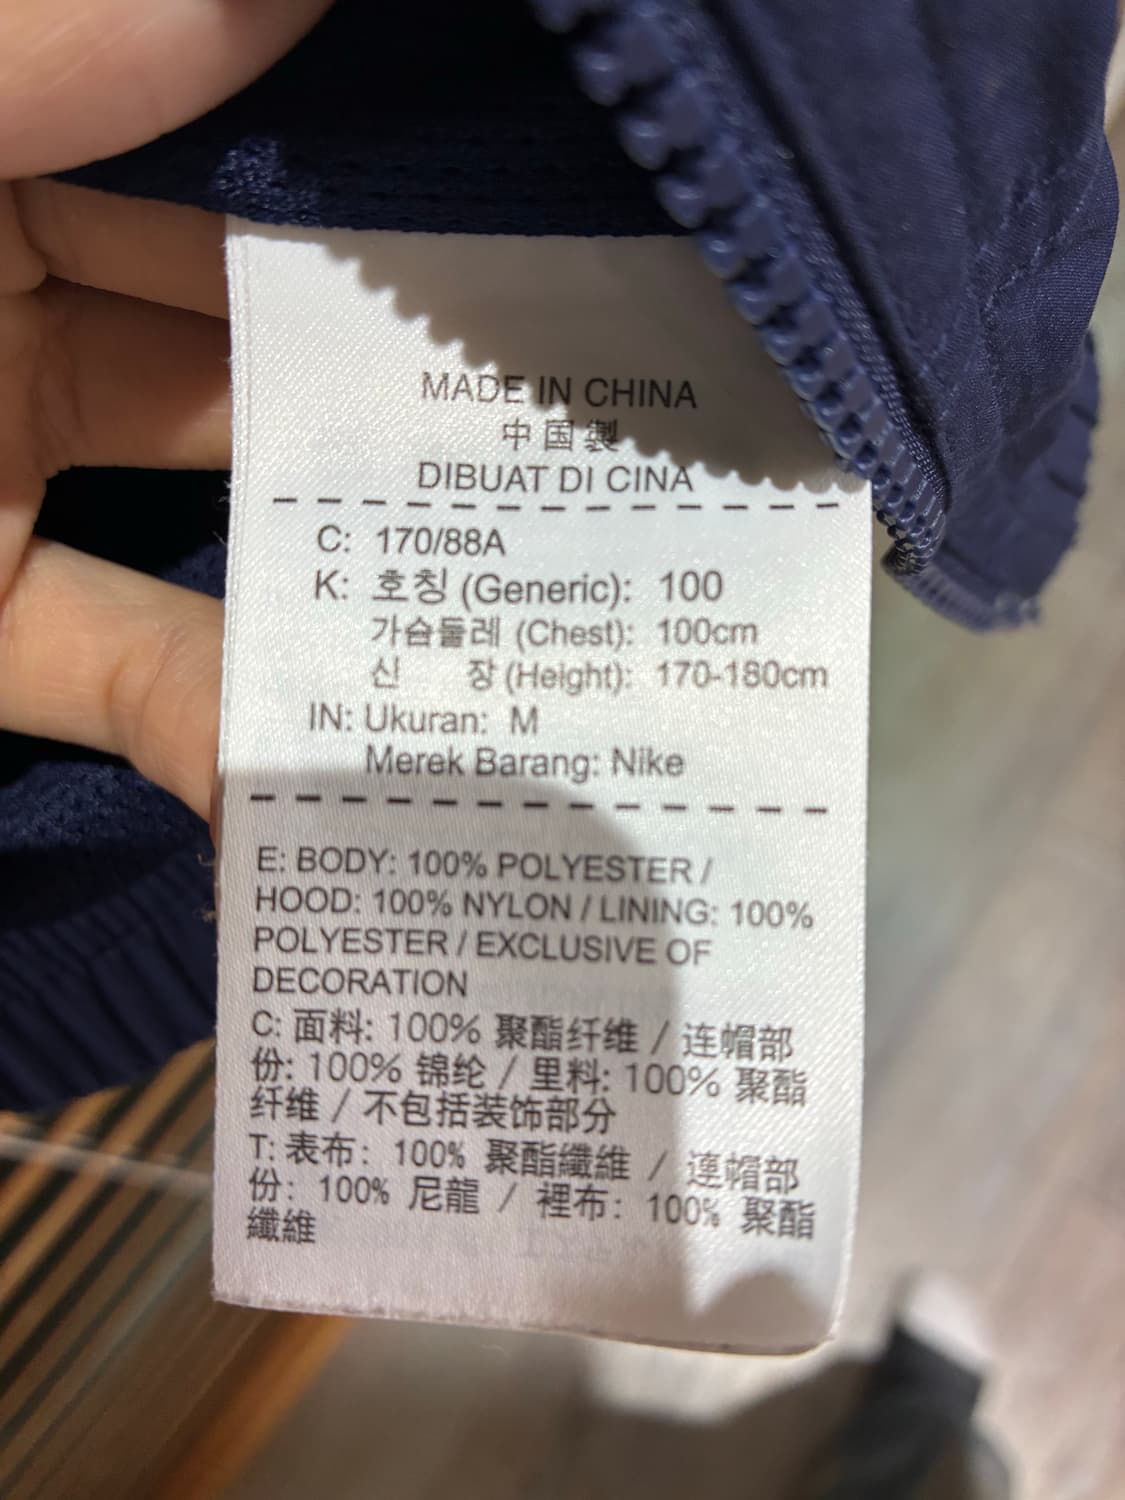 MADE IN CHINA
中国製
DIBUAT DI CINA
C: 170/88A
K: 호칭 (Generic): 100
가슴둘레 (Chest): 100cm
신 장 (Height): 170-180cm
IN: Ukuran: M
Merek Barang: Nike
E: BODY: 100% POLYESTER /
HOOD: 100% NYLON / LINING: 100%
POLYESTER / EXCLUSIVE OF
DECORATION
C: 面料: 100% 聚酯纤维 / 连帽部
份: 100% 锦纶 / 里料: 100% 聚酯
纤维 / 不包括装饰部分
T: 表布: 100% 聚酯纖維 / 連帽部
份: 100% 尼龍 / 裡布: 100% 聚酯
纖維